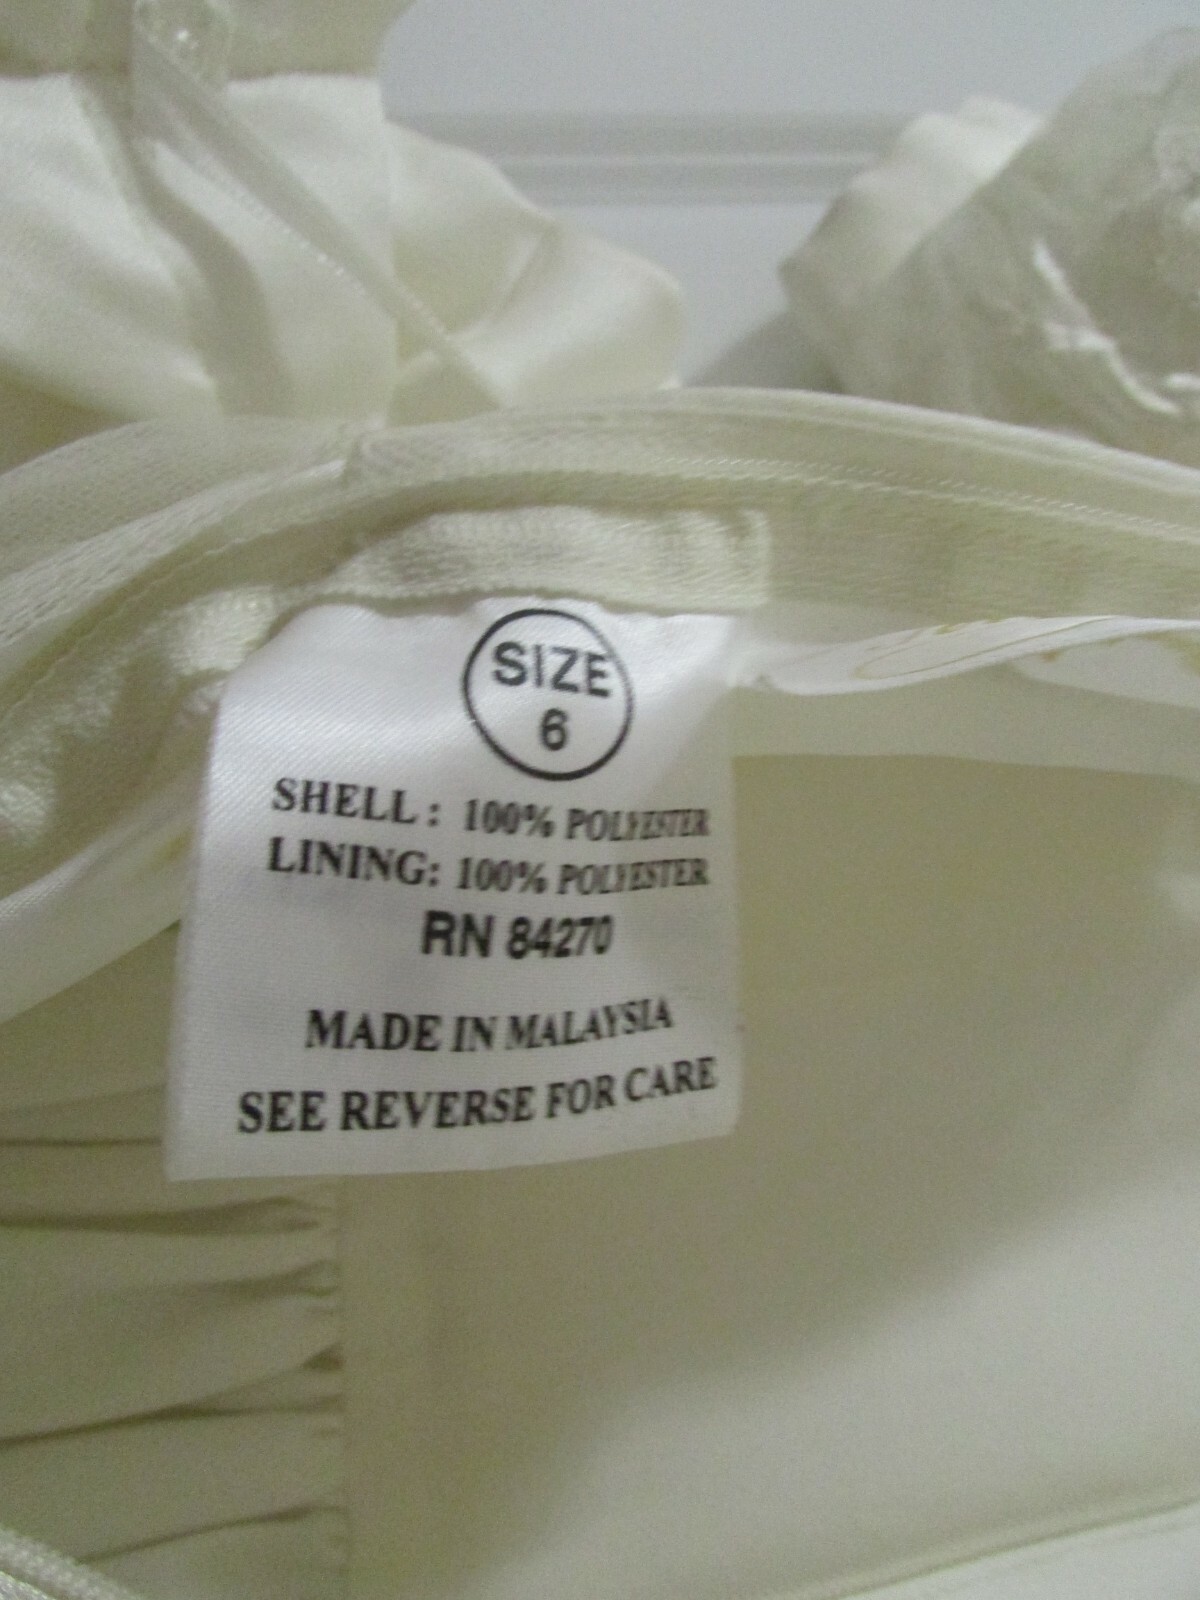 SIZE
6
SHELL : 100% POLYESTER
LINING: 100% POLYESTER
RN 84270
MADE IN MALAYSIA
SEE REVERSE FOR CARE